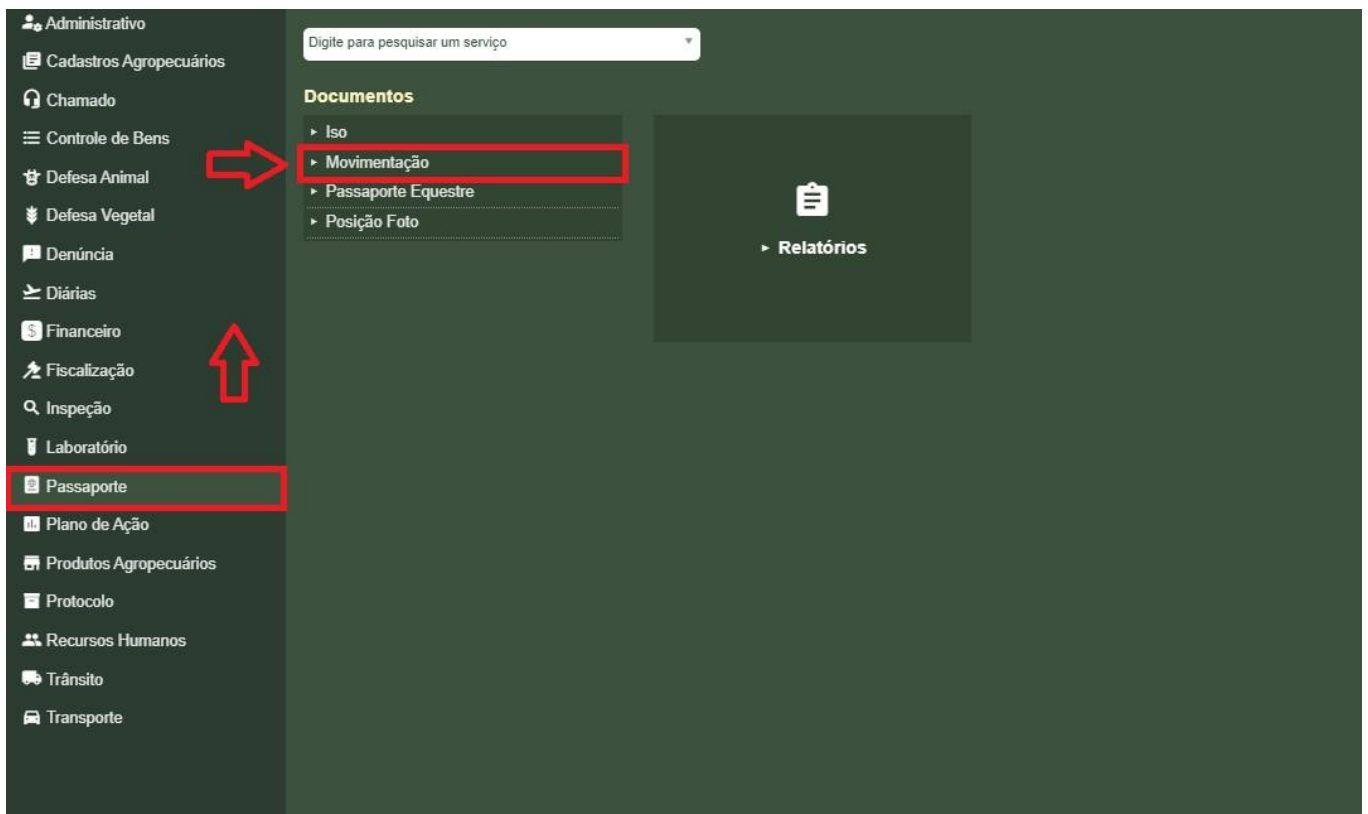 Administrativo
Cadastros Agropecuários
Chamado
Controle de Bens
Defesa Animal
Defesa Vegetal
Denúncia
Diárias
Financeiro
Fiscalização
Inspeção
Laboratório
Passaporte
Plano de Ação
Produtos Agropecuários
Protocolo
Recursos Humanos
Trânsito
Transporte
Digite para pesquisar um serviço
Documentos
Iso
Movimentação
Passaporte Equestre
Posição Foto
Relatórios